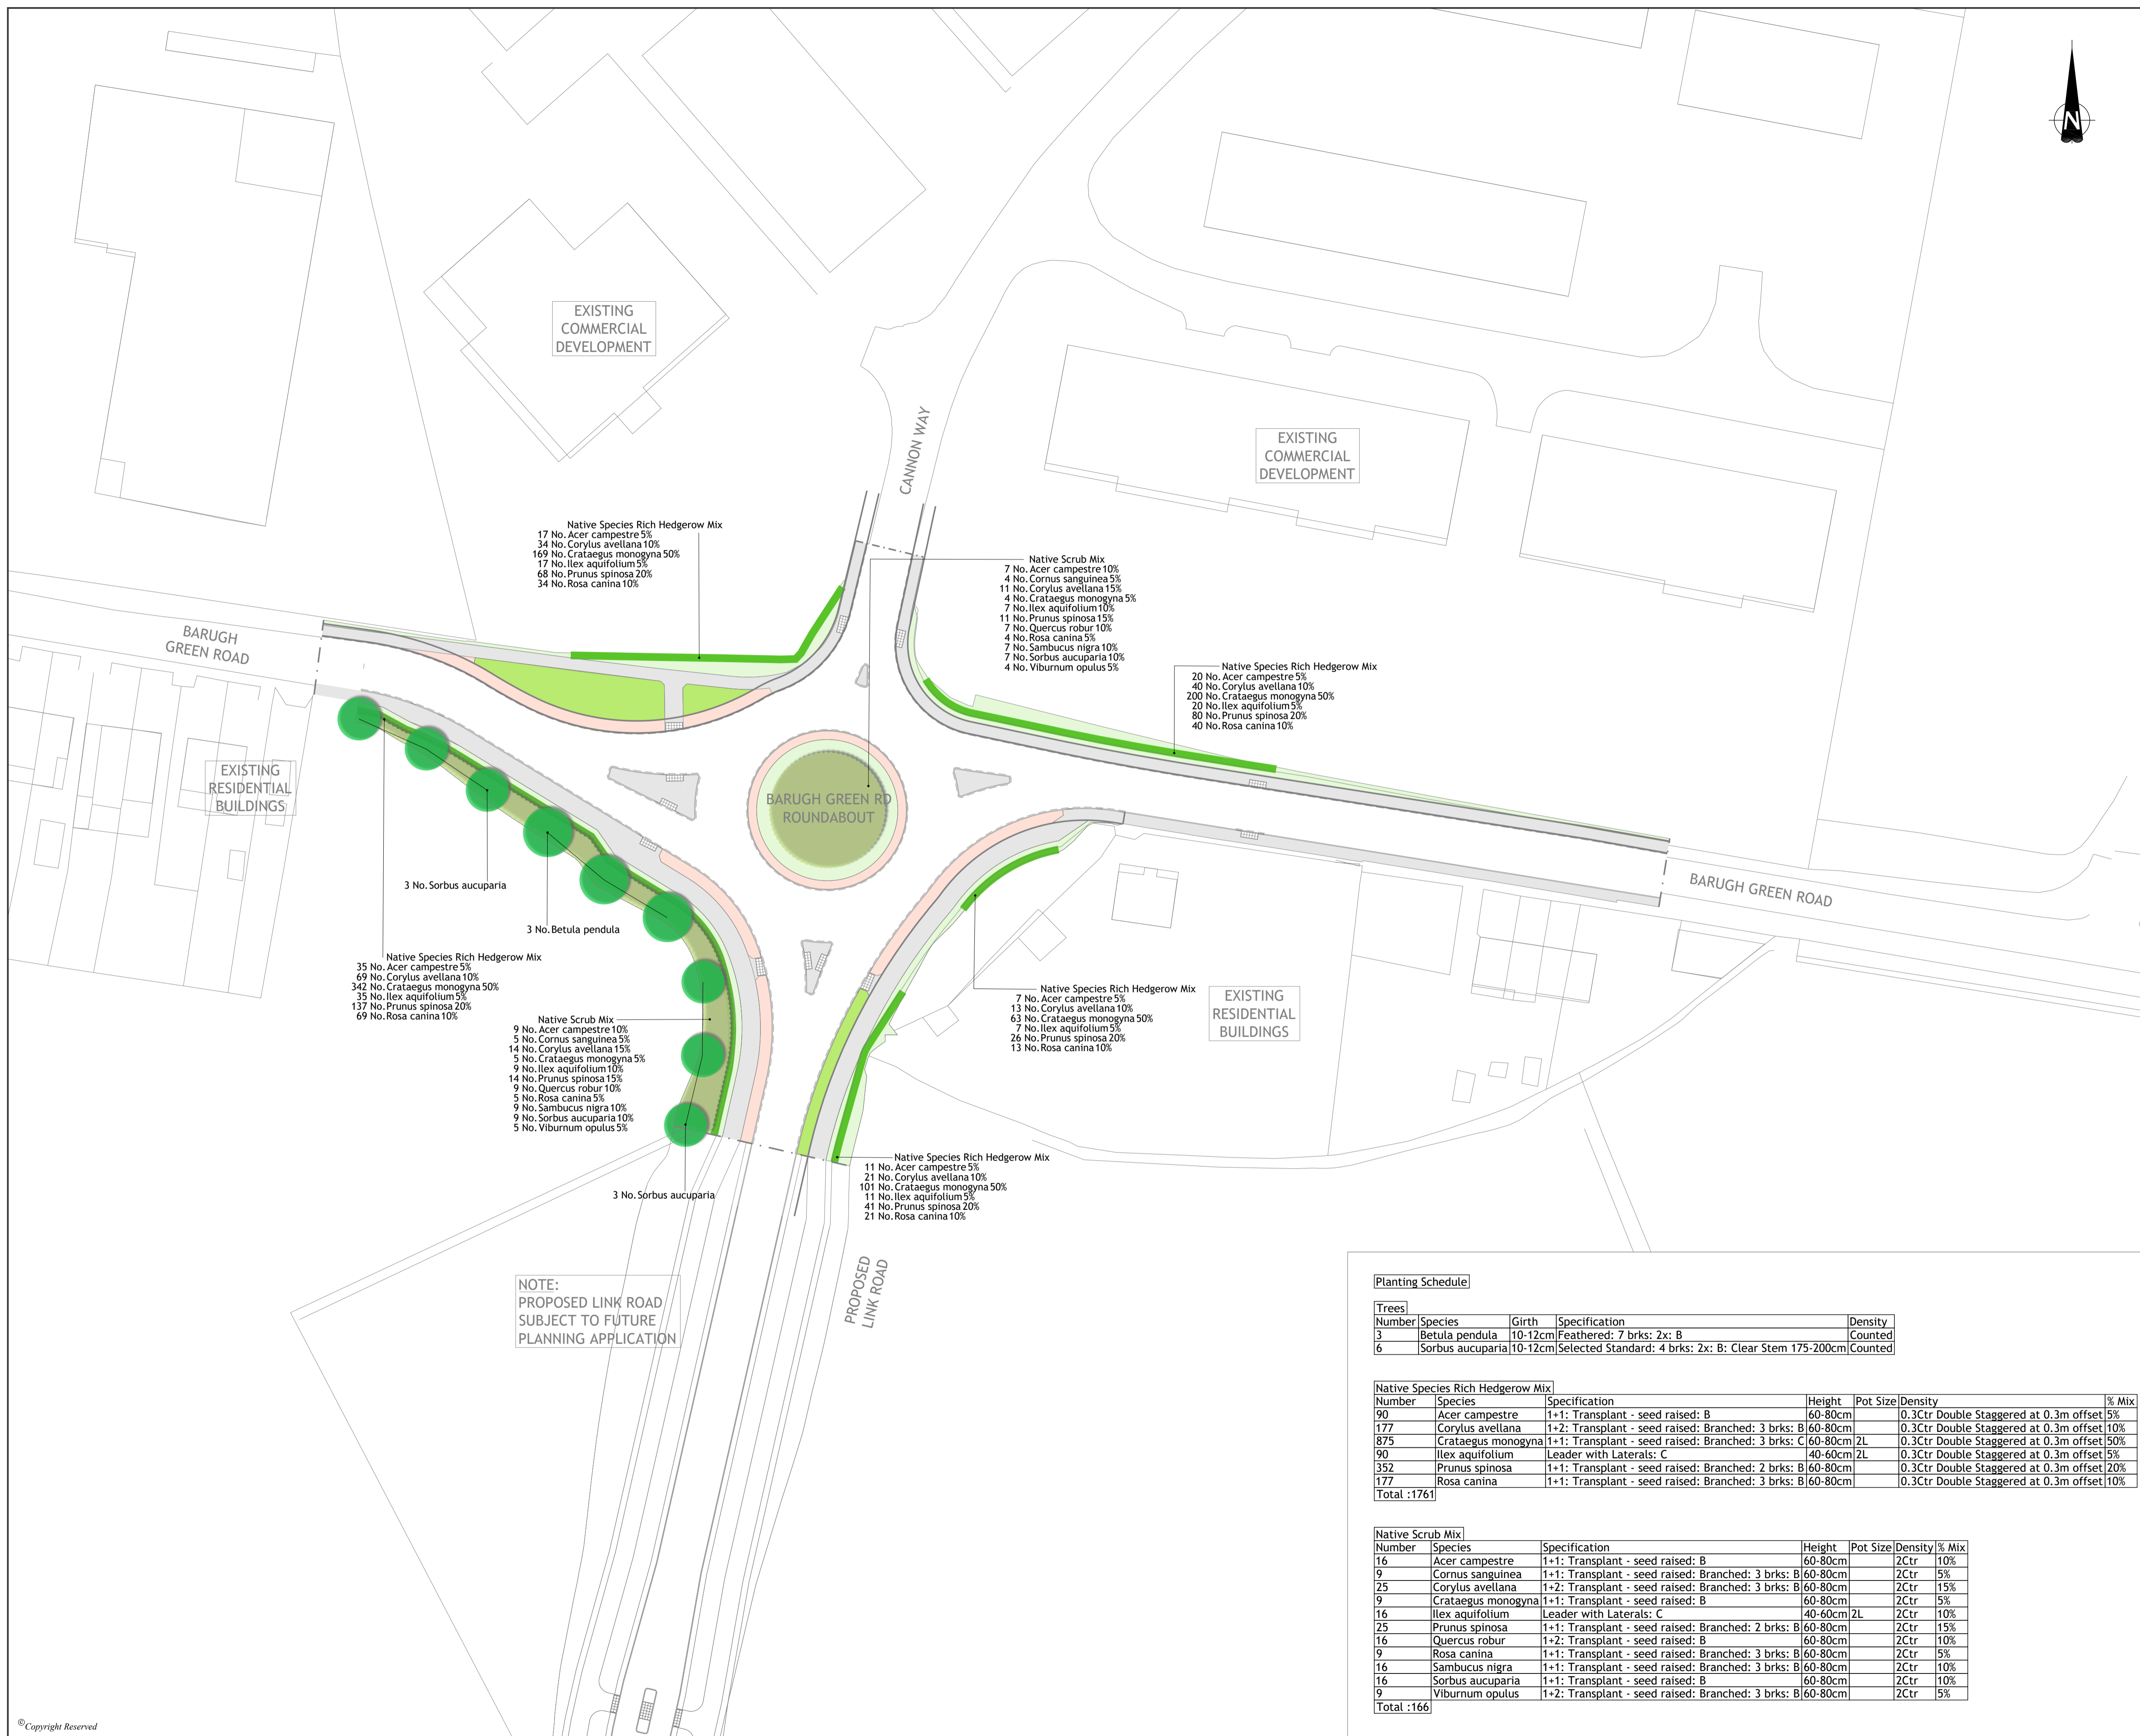 N
EXISTING
COMMERCIAL
DEVELOPMENT
CANNON WAY
EXISTING
COMMERCIAL
DEVELOPMENT
Native Species Rich Hedgerow Mix
17 No. Acer campestre 5%
34 No. Corylus avellana 10%
169 No. Crataegus monogyna 50%
17 No. Ilex aquifolium 5%
68 No. Prunus spinosa 20%
34 No. Rosa canina 10%
Native Scrub Mix
7 No. Acer campestre 10%
4 No. Cornus sanguinea 5%
11 No. Corylus avellana 15%
4 No. Crataegus monogyna 5%
7 No. Ilex aquifolium 10%
11 No. Prunus spinosa 15%
7 No. Quercus robur 10%
4 No. Rosa canina 5%
7 No. Sambucus nigra 10%
7 No. Sorbus aucuparia 10%
4 No. Viburnum opulus 5%
Native Species Rich Hedgerow Mix
20 No. Acer campestre 5%
40 No. Corylus avellana 10%
200 No. Crataegus monogyna 50%
20 No. Ilex aquifolium 5%
80 No. Prunus spinosa 20%
40 No. Rosa canina 10%
BARUGH
GREEN ROAD
EXISTING
RESIDENTIAL
BUILDINGS
BARUGH GREEN RD
ROUNDABOUT
BARUGH GREEN ROAD
3 No. Sorbus aucuparia
3 No. Betula pendula
Native Species Rich Hedgerow Mix
35 No. Acer campestre 5%
69 No. Corylus avellana 10%
342 No. Crataegus monogyna 50%
35 No. Ilex aquifolium 5%
137 No. Prunus spinosa 20%
69 No. Rosa canina 10%
Native Scrub Mix
9 No. Acer campestre 10%
5 No. Cornus sanguinea 5%
14 No. Corylus avellana 15%
5 No. Crataegus monogyna 5%
9 No. Ilex aquifolium 10%
14 No. Prunus spinosa 15%
9 No. Quercus robur 10%
5 No. Rosa canina 5%
9 No. Sambucus nigra 10%
9 No. Sorbus aucuparia 10%
5 No. Viburnum opulus 5%
Native Species Rich Hedgerow Mix
7 No. Acer campestre 5%
13 No. Corylus avellana 10%
63 No. Crataegus monogyna 50%
7 No. Ilex aquifolium 5%
26 No. Prunus spinosa 20%
13 No. Rosa canina 10%
EXISTING
RESIDENTIAL
BUILDINGS
Native Species Rich Hedgerow Mix
11 No. Acer campestre 5%
21 No. Corylus avellana 10%
101 No. Crataegus monogyna 50%
11 No. Ilex aquifolium 5%
41 No. Prunus spinosa 20%
21 No. Rosa canina 10%
3 No. Sorbus aucuparia
PROPOSED
LINK ROAD
NOTE:
PROPOSED LINK ROAD
SUBJECT TO FUTURE
PLANNING APPLICATION
Planting Schedule
Trees
Number Species Girth Specification Density
3 Betula pendula 10-12cm Feathered: 7 brks: 2x: B Counted
6 Sorbus aucuparia 10-12cm Selected Standard: 4 brks: 2x: B: Clear Stem 175-200cm Counted
Native Species Rich Hedgerow Mix
Number Species Specification Height Pot Size Density % Mix
90 Acer campestre 1+1: Transplant - seed raised: B 60-80cm 0.3Ctr Double Staggered at 0.3m offset 5%
177 Corylus avellana 1+2: Transplant - seed raised: Branched: 3 brks: B 60-80cm 0.3Ctr Double Staggered at 0.3m offset 10%
875 Crataegus monogyna 1+1: Transplant - seed raised: Branched: 3 brks: C 60-80cm 2L 0.3Ctr Double Staggered at 0.3m offset 50%
90 Ilex aquifolium Leader with Laterals: C 40-60cm 2L 0.3Ctr Double Staggered at 0.3m offset 5%
352 Prunus spinosa 1+1: Transplant - seed raised: Branched: 2 brks: B 60-80cm 0.3Ctr Double Staggered at 0.3m offset 20%
177 Rosa canina 1+1: Transplant - seed raised: Branched: 3 brks: B 60-80cm 0.3Ctr Double Staggered at 0.3m offset 10%
Total :1761
Native Scrub Mix
Number Species Specification Height Pot Size Density % Mix
16 Acer campestre 1+1: Transplant - seed raised: B 60-80cm 2Ctr 10%
9 Cornus sanguinea 1+1: Transplant - seed raised: Branched: 3 brks: B 60-80cm 2Ctr 5%
25 Corylus avellana 1+2: Transplant - seed raised: Branched: 3 brks: B 60-80cm 2Ctr 15%
9 Crataegus monogyna 1+1: Transplant - seed raised: B 60-80cm 2Ctr 5%
16 Ilex aquifolium Leader with Laterals: C 40-60cm 2L 2Ctr 10%
25 Prunus spinosa 1+1: Transplant - seed raised: Branched: 2 brks: B 60-80cm 2Ctr 15%
16 Quercus robur 1+2: Transplant - seed raised: B 60-80cm 2Ctr 10%
9 Rosa canina 1+1: Transplant - seed raised: Branched: 3 brks: B 60-80cm 2Ctr 5%
16 Sambucus nigra 1+1: Transplant - seed raised: Branched: 3 brks: B 60-80cm 2Ctr 10%
16 Sorbus aucuparia 1+1: Transplant - seed raised: B 60-80cm 2Ctr 10%
9 Viburnum opulus 1+2: Transplant - seed raised: Branched: 3 brks: B 60-80cm 2Ctr 5%
Total :166
©Copyright Reserved